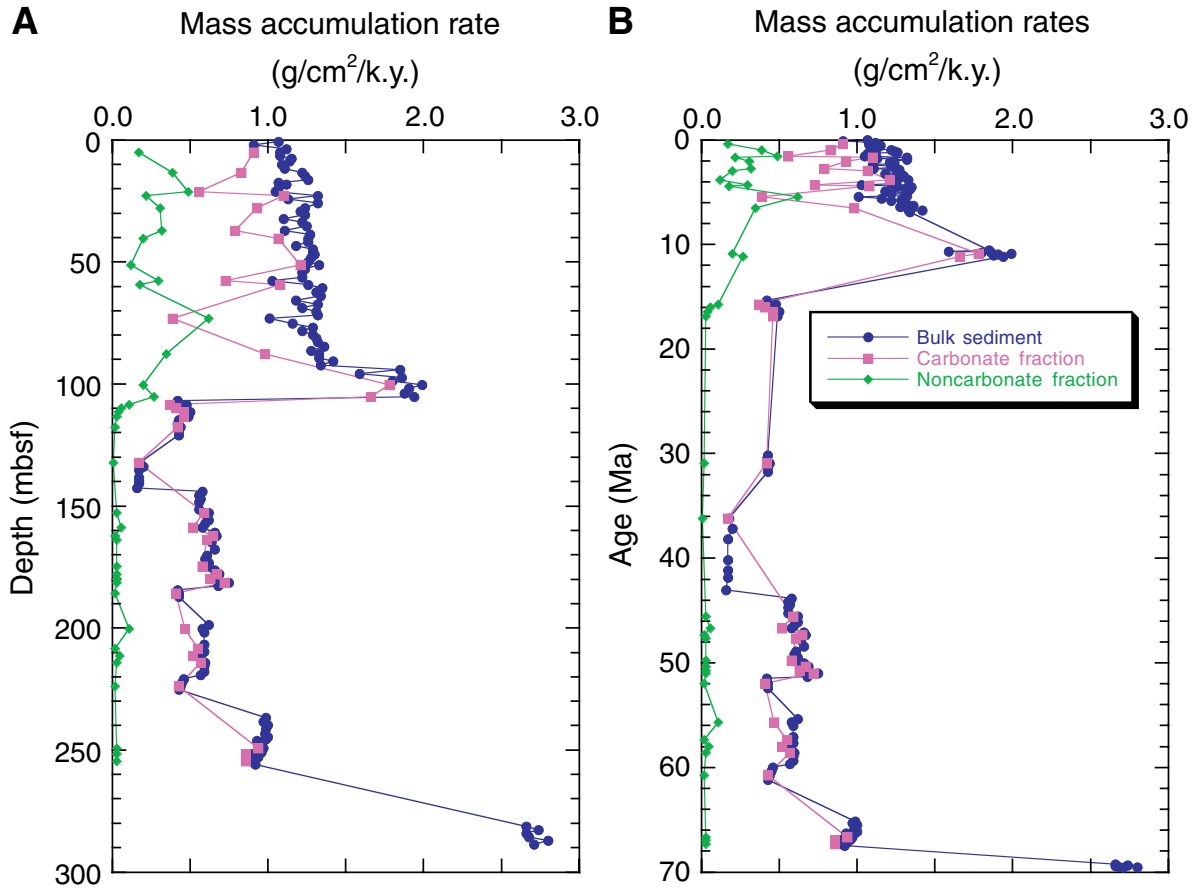 A
Mass accumulation rate
(g/cm2/k.y.)
0.0 1.0 2.0 3.0
0
50
100
150
200
250
300
Depth (mbsf)
B
Mass accumulation rates
(g/cm2/k.y.)
0.0 1.0 2.0 3.0
0
10
20
30
40
50
60
70
Age (Ma)
Bulk sediment
Carbonate fraction
Noncarbonate fraction